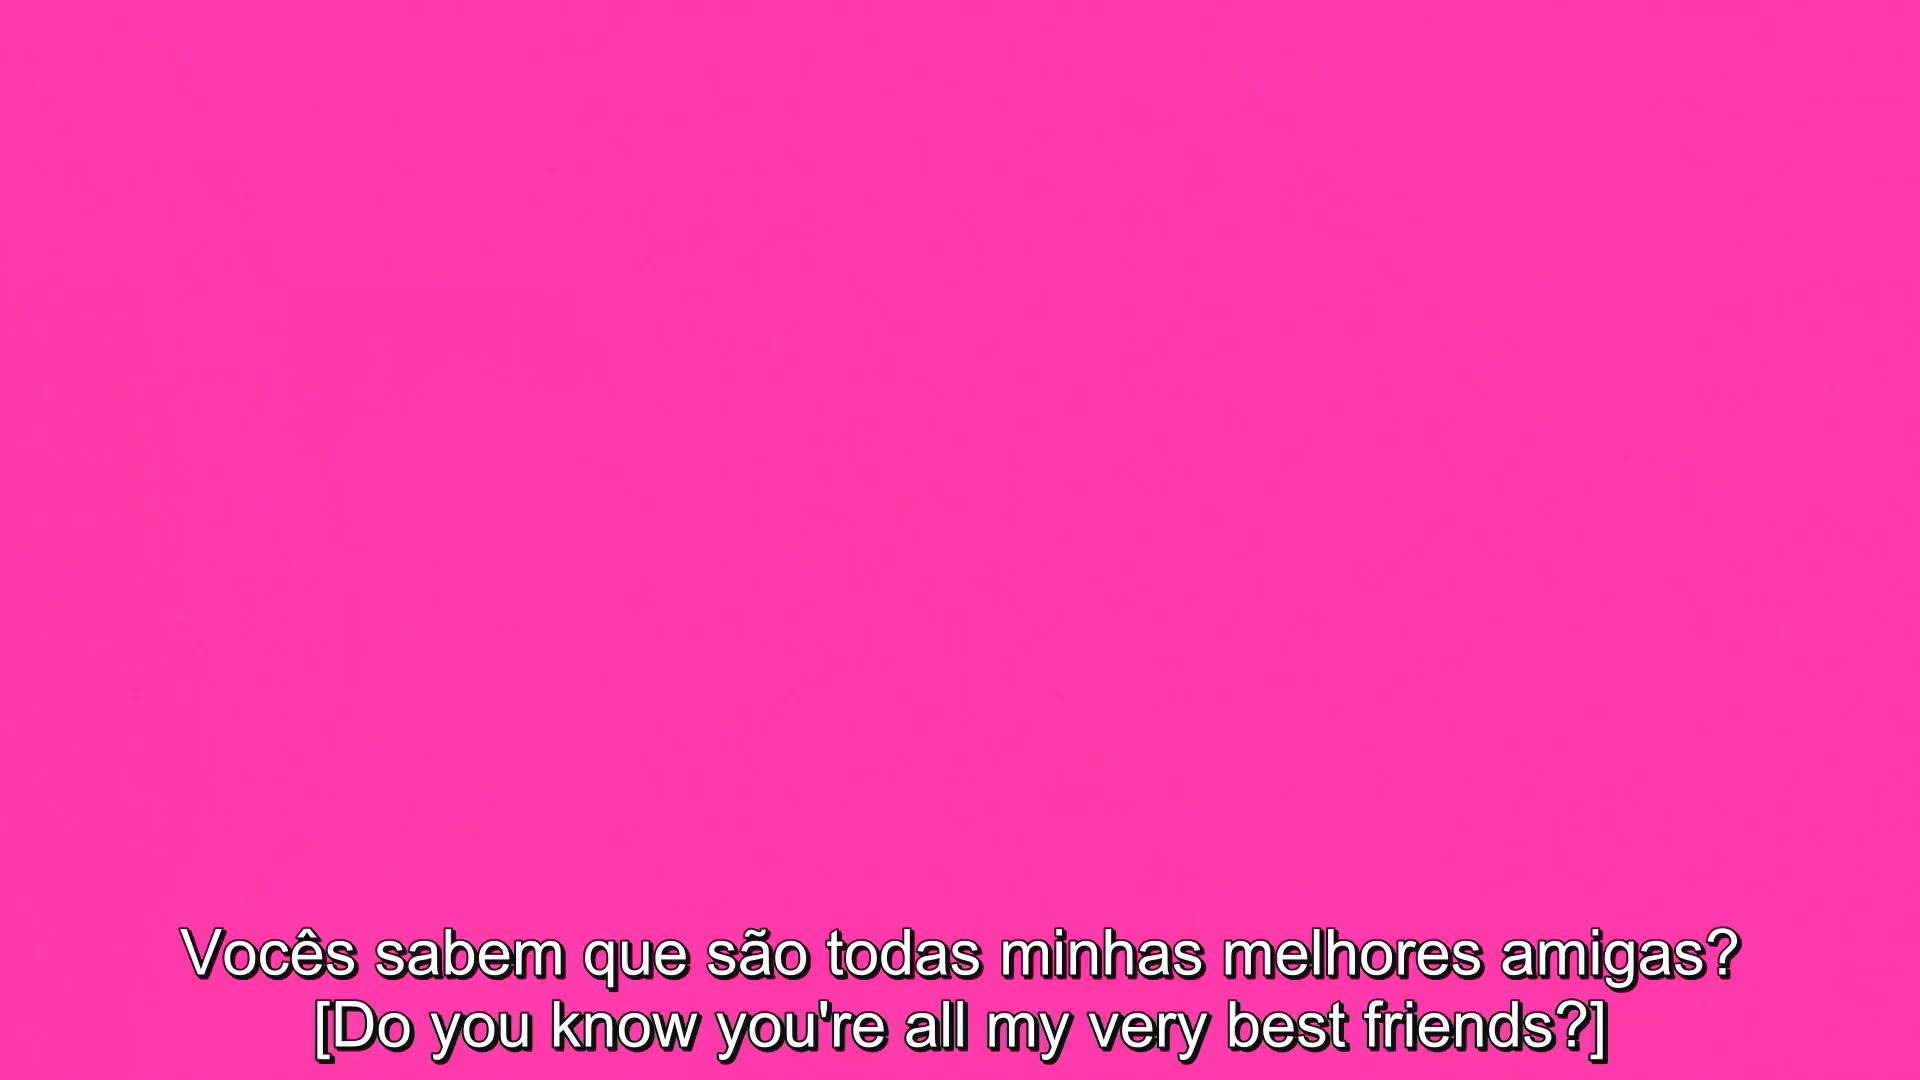 Vocês sabem que são todas minhas melhores amigas?
[Do you know you're all my very best friends?]